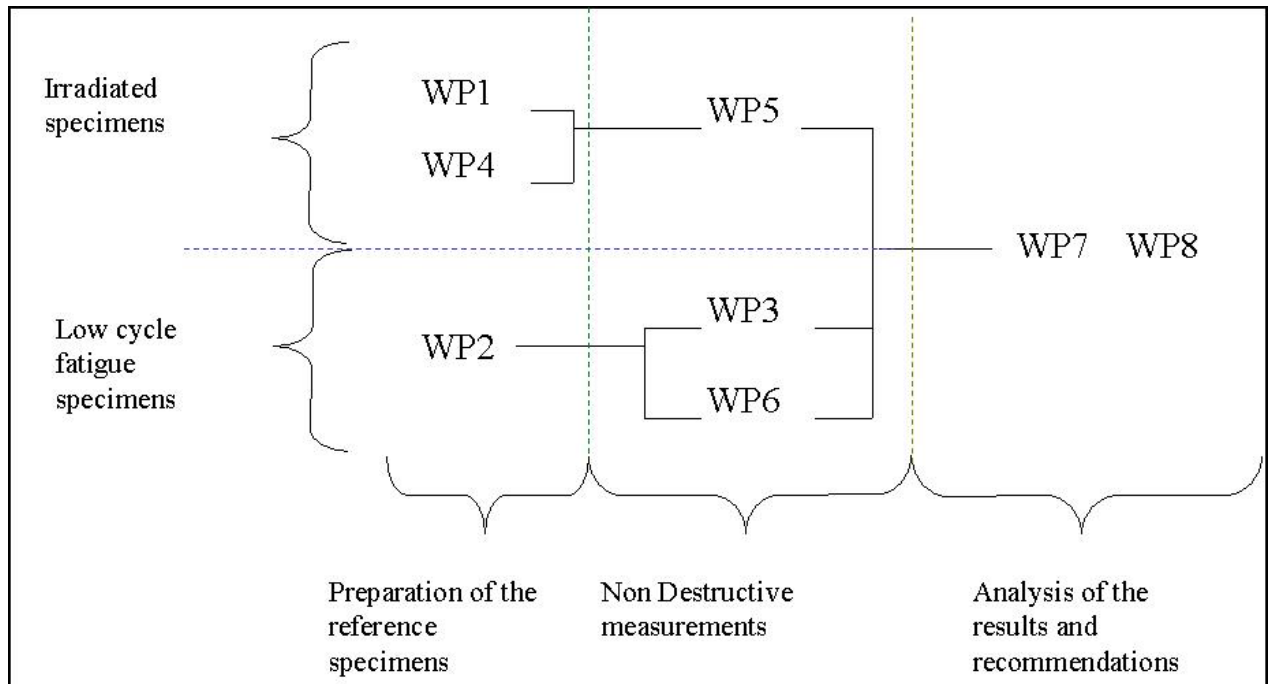 Irradiated
specimens
WP1
WP4
WP5
WP7 WP8
Low cycle
fatigue
specimens
WP2
WP3
WP6
Preparation of the
reference
specimens
Non Destructive
measurements
Analysis of the
results and
recommendations